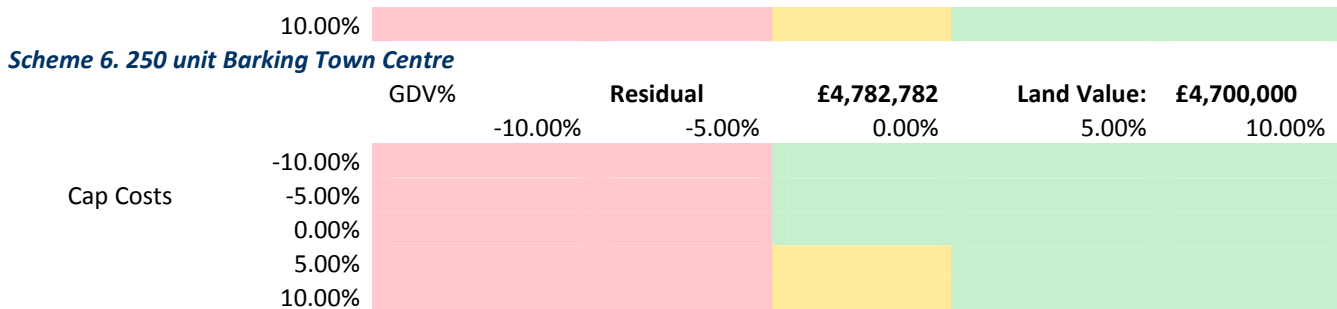 10.00%
Scheme 6. 250 unit Barking Town Centre
GDV% Residual £4,782,782 Land Value: £4,700,000
-10.00% -5.00% 0.00% 5.00% 10.00%
-10.00%
Cap Costs -5.00%
0.00%
5.00%
10.00%